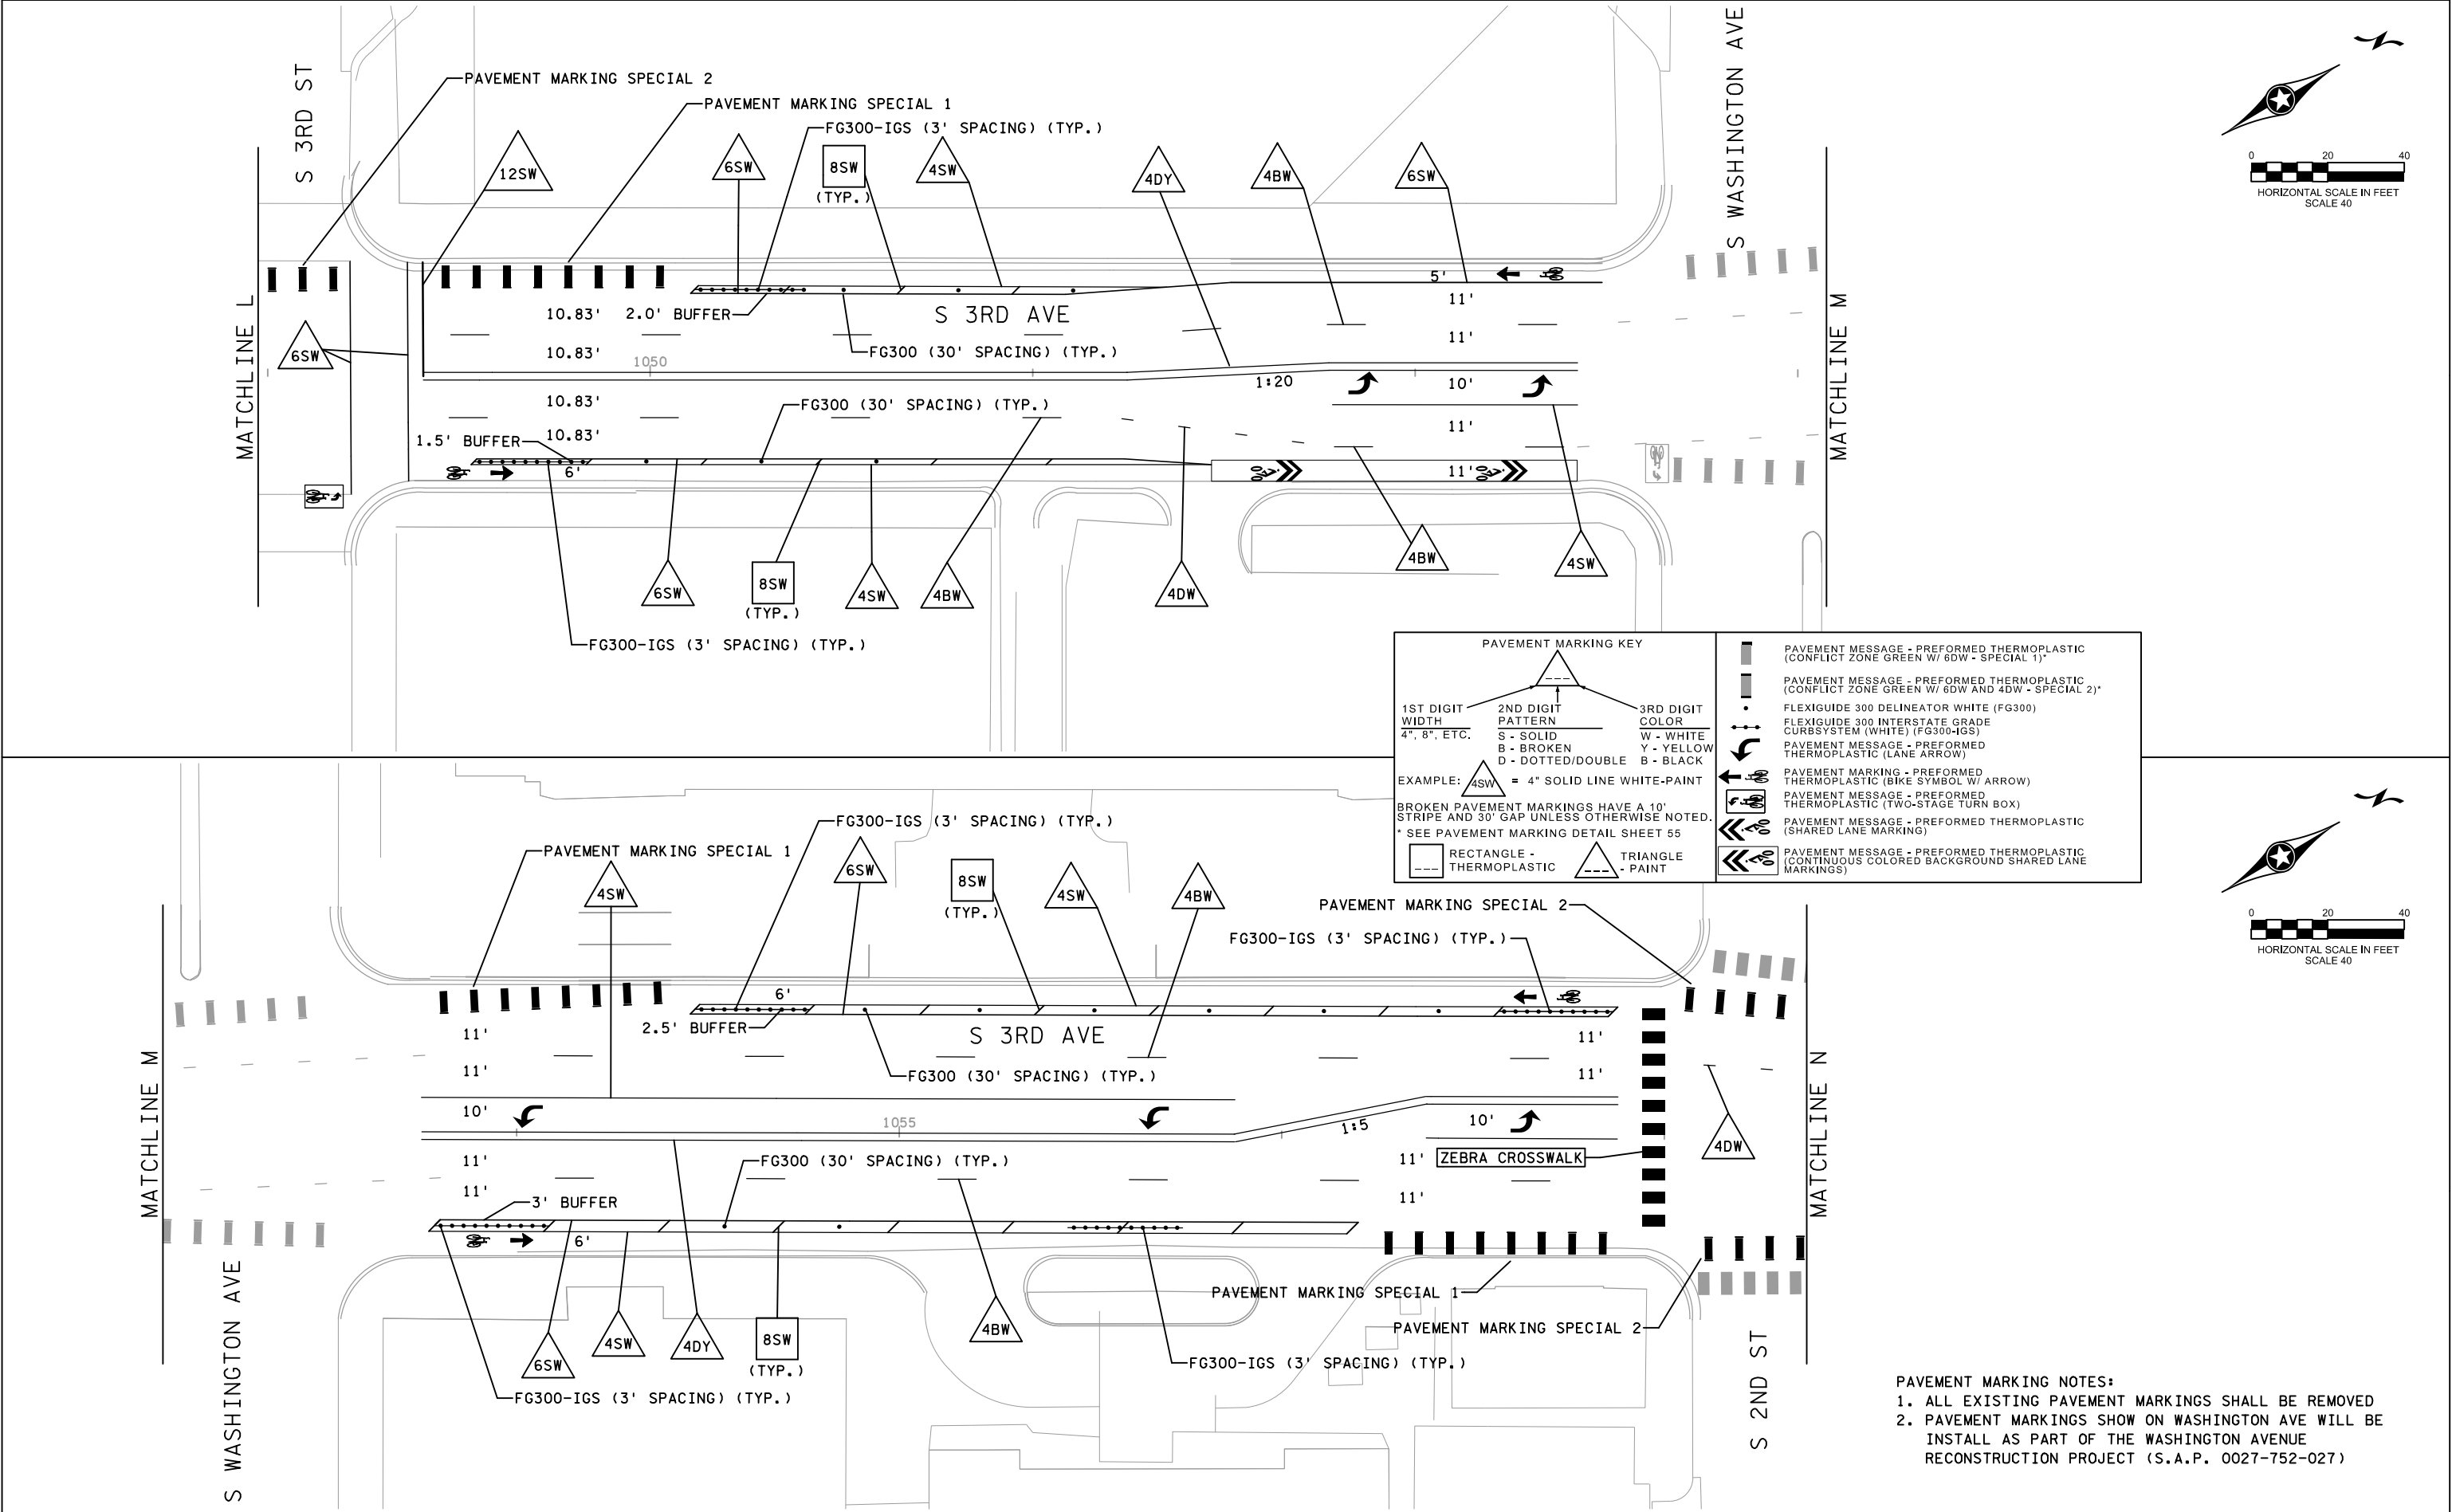 S 3RD ST
PAVEMENT MARKING SPECIAL 2
PAVEMENT MARKING SPECIAL 1
FG300-IGS (3' SPACING) (TYP.)
12SW
6SW
8SW
(TYP.)
4SW
4DY
4BW
6SW
S WASHINGTON AVE
0 20 40
HORIZONTAL SCALE IN FEET
SCALE 40
MATCHLINE L
6SW
10.83'
2.0' BUFFER
S 3RD AVE
5'
11'
10.83'
FG300 (30' SPACING) (TYP.)
11'
1050
1:20
10'
10.83'
FG300 (30' SPACING) (TYP.)
10.83'
11'
1.5' BUFFER
6'
11'
MATCHLINE M
6SW
8SW
(TYP.)
4SW
4BW
4DW
4BW
4SW
FG300-IGS (3' SPACING) (TYP.)
PAVEMENT MARKING KEY
1ST DIGIT
WIDTH
4", 8", ETC.
2ND DIGIT
PATTERN
S - SOLID
B - BROKEN
D - DOTTED/DOUBLE
3RD DIGIT
COLOR
W - WHITE
Y - YELLOW
B - BLACK
EXAMPLE: 4SW = 4" SOLID LINE WHITE-PAINT
BROKEN PAVEMENT MARKINGS HAVE A 10'
STRIPE AND 30' GAP UNLESS OTHERWISE NOTED.
* SEE PAVEMENT MARKING DETAIL SHEET 55
RECTANGLE -
THERMOPLASTIC
TRIANGLE
- PAINT
PAVEMENT MESSAGE - PREFORMED THERMOPLASTIC
(CONFLICT ZONE GREEN W/ 6DW - SPECIAL 1)*
PAVEMENT MESSAGE - PREFORMED THERMOPLASTIC
(CONFLICT ZONE GREEN W/ 6DW AND 4DW - SPECIAL 2)*
FLEXIGUIDE 300 DELINEATOR WHITE (FG300)
FLEXIGUIDE 300 INTERSTATE GRADE
CURBSYSTEM (WHITE) (FG300-IGS)
PAVEMENT MESSAGE - PREFORMED
THERMOPLASTIC (LANE ARROW)
PAVEMENT MARKING - PREFORMED
THERMOPLASTIC (BIKE SYMBOL W/ ARROW)
PAVEMENT MESSAGE - PREFORMED
THERMOPLASTIC (TWO-STAGE TURN BOX)
PAVEMENT MESSAGE - PREFORMED THERMOPLASTIC
(SHARED LANE MARKING)
PAVEMENT MESSAGE - PREFORMED THERMOPLASTIC
(CONTINUOUS COLORED BACKGROUND SHARED LANE
MARKINGS)
FG300-IGS (3' SPACING) (TYP.)
PAVEMENT MARKING SPECIAL 1
4SW
6SW
8SW
(TYP.)
4SW
4BW
PAVEMENT MARKING SPECIAL 2
FG300-IGS (3' SPACING) (TYP.)
0 20 40
HORIZONTAL SCALE IN FEET
SCALE 40
6'
2.5' BUFFER
S 3RD AVE
11'
11'
11'
FG300 (30' SPACING) (TYP.)
11'
10'
1055
1:5
10'
MATCHLINE M
11'
FG300 (30' SPACING) (TYP.)
11'
ZEBRA CROSSWALK
4DW
MATCHLINE N
11'
3' BUFFER
11'
6'
S WASHINGTON AVE
6SW
4SW
4DY
8SW
(TYP.)
4BW
PAVEMENT MARKING SPECIAL 1
PAVEMENT MARKING SPECIAL 2
FG300-IGS (3' SPACING) (TYP.)
FG300-IGS (3' SPACING) (TYP.)
S 2ND ST
PAVEMENT MARKING NOTES:
1. ALL EXISTING PAVEMENT MARKINGS SHALL BE REMOVED
2. PAVEMENT MARKINGS SHOW ON WASHINGTON AVE WILL BE
INSTALL AS PART OF THE WASHINGTON AVENUE
RECONSTRUCTION PROJECT (S.A.P. 0027-752-027)